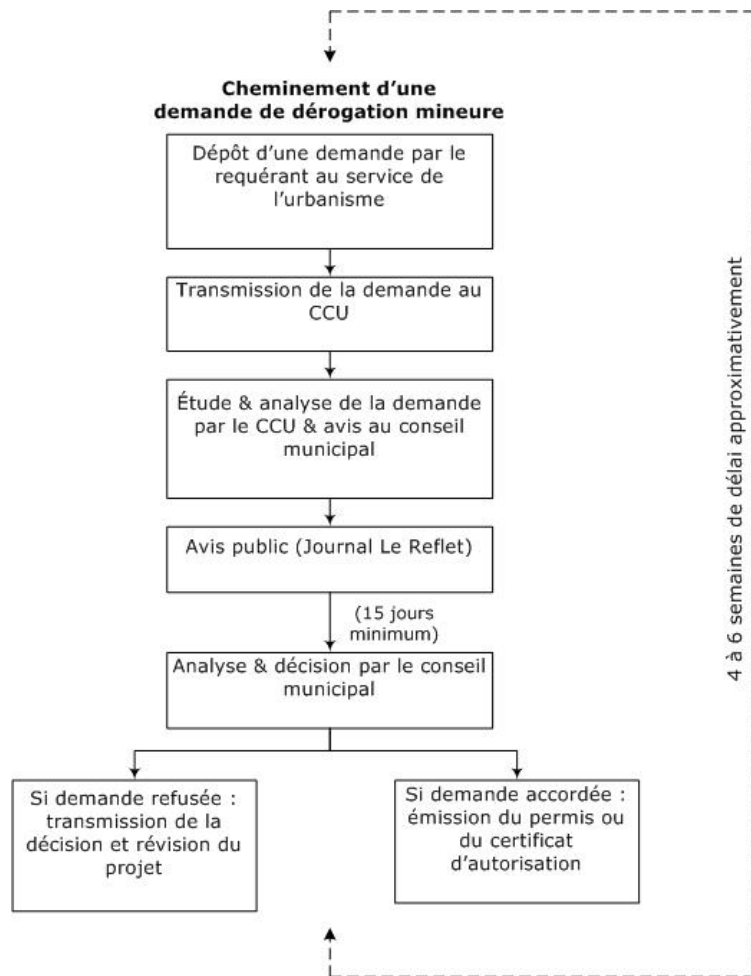 Cheminement d'une
demande de dérogation mineure
Dépôt d'une demande par le
requérant au service de
l'urbanisme
Transmission de la demande au
CCU
Étude & analyse de la demande
par le CCU & avis au conseil
municipal
Avis public (Journal Le Reflet)
(15 jours
minimum)
Analyse & décision par le conseil
municipal
Si demande refusée :
transmission de la
décision et révision du
projet
Si demande accordée :
émission du permis ou
du certificat
d'autorisation
4 à 6 semaines de délai approximativement